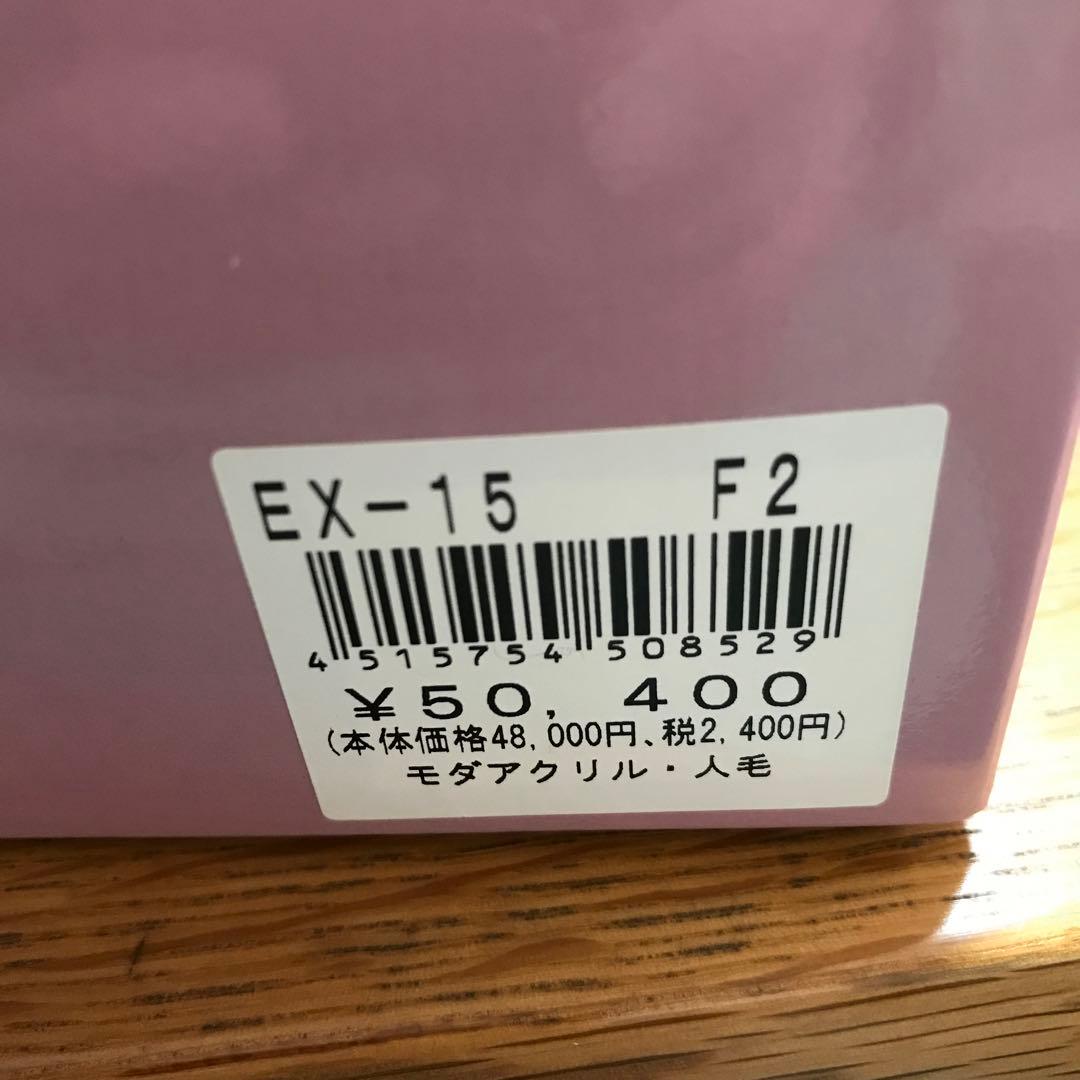 EX-15 F2
4 515754 508529
¥50,400
(本体価格48,000円、税2,400円)
モダアクリル・人毛